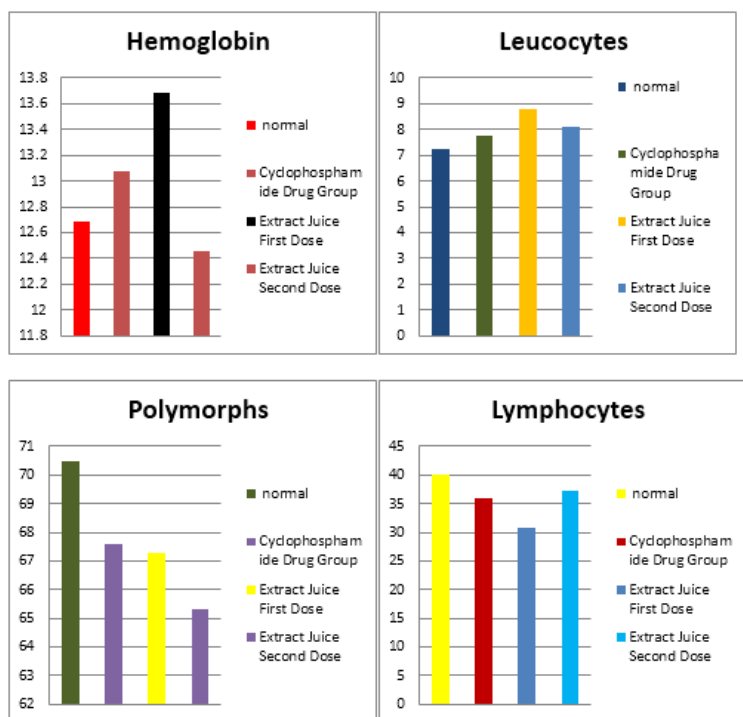 Hemoglobin
13.8
13.6
13.4
13.2
13
12.8
12.6
12.4
12.2
12
11.8
normal
Cyclophospham
ide Drug Group
Extract Juice
First Dose
Extract Juice
Second Dose
Leucocytes
10
9
8
7
6
5
4
3
2
1
0
normal
Cyclophospha
mide Drug
Group
Extract Juice
First Dose
Extract Juice
Second Dose
Polymorphs
71
70
69
68
67
66
65
64
63
62
normal
Cyclophospham
ide Drug Group
Extract Juice
First Dose
Extract Juice
Second Dose
Lymphocytes
45
40
35
30
25
20
15
10
5
0
normal
Cyclophospham
ide Drug Group
Extract Juice
First Dose
Extract Juice
Second Dose